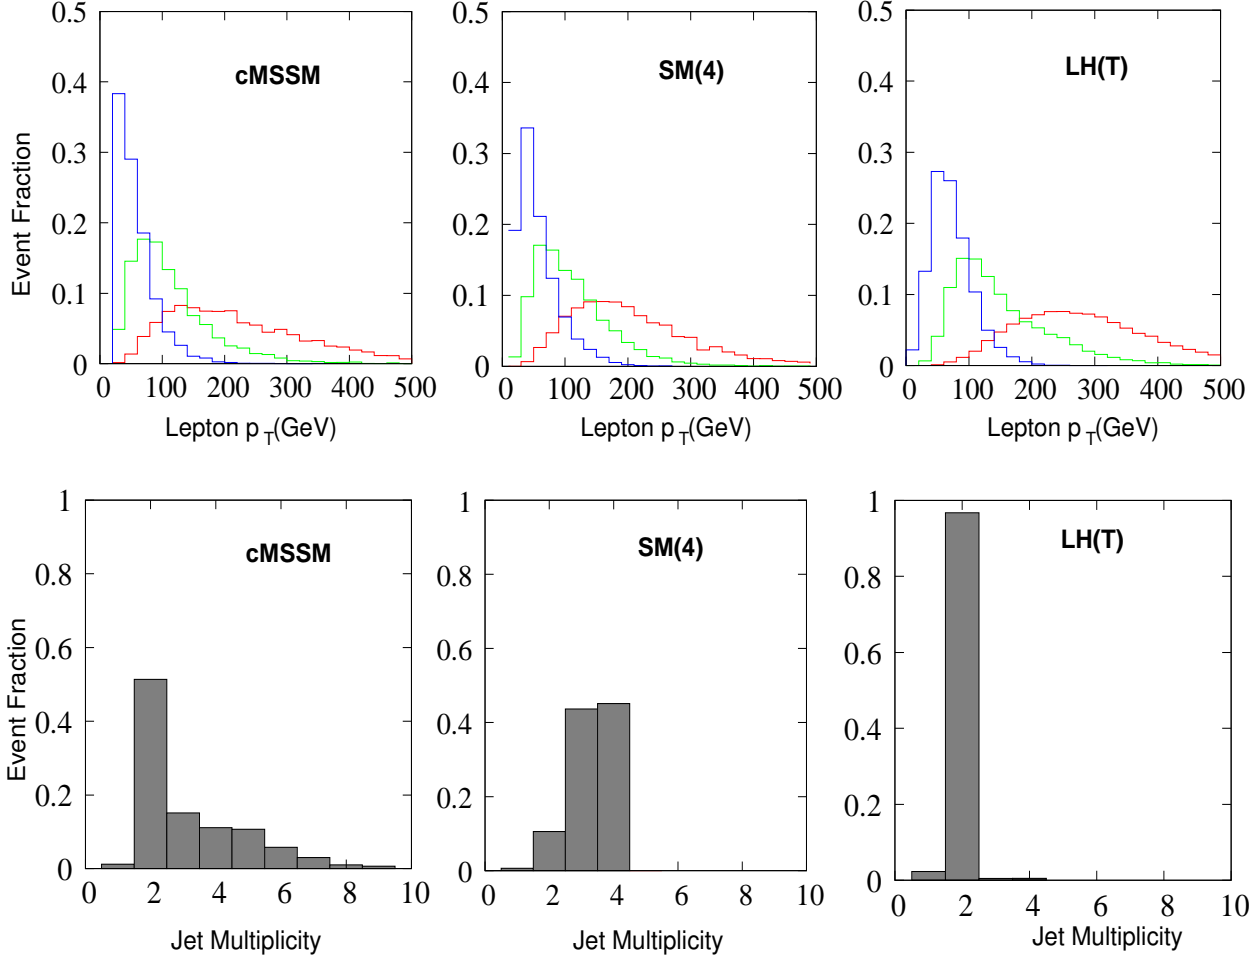 cMSSM
SM(4)
LH(T)
0.5
0.4
0.3
0.2
0.1
0
0.5
0.4
0.3
0.2
0.1
0
0.5
0.4
0.3
0.2
0.1
0
Event Fraction
0 100 200 300 400 500
0 100 200 300 400 500
0 100 200 300 400 500
Lepton p_T(GeV)
Lepton p_T(GeV)
Lepton p_T(GeV)
cMSSM
SM(4)
LH(T)
1
0.8
0.6
0.4
0.2
0
1
0.8
0.6
0.4
0.2
0
1
0.8
0.6
0.4
0.2
0
Event Fraction
0 2 4 6 8 10
0 2 4 6 8 10
0 2 4 6 8 10
Jet Multiplicity
Jet Multiplicity
Jet Multiplicity